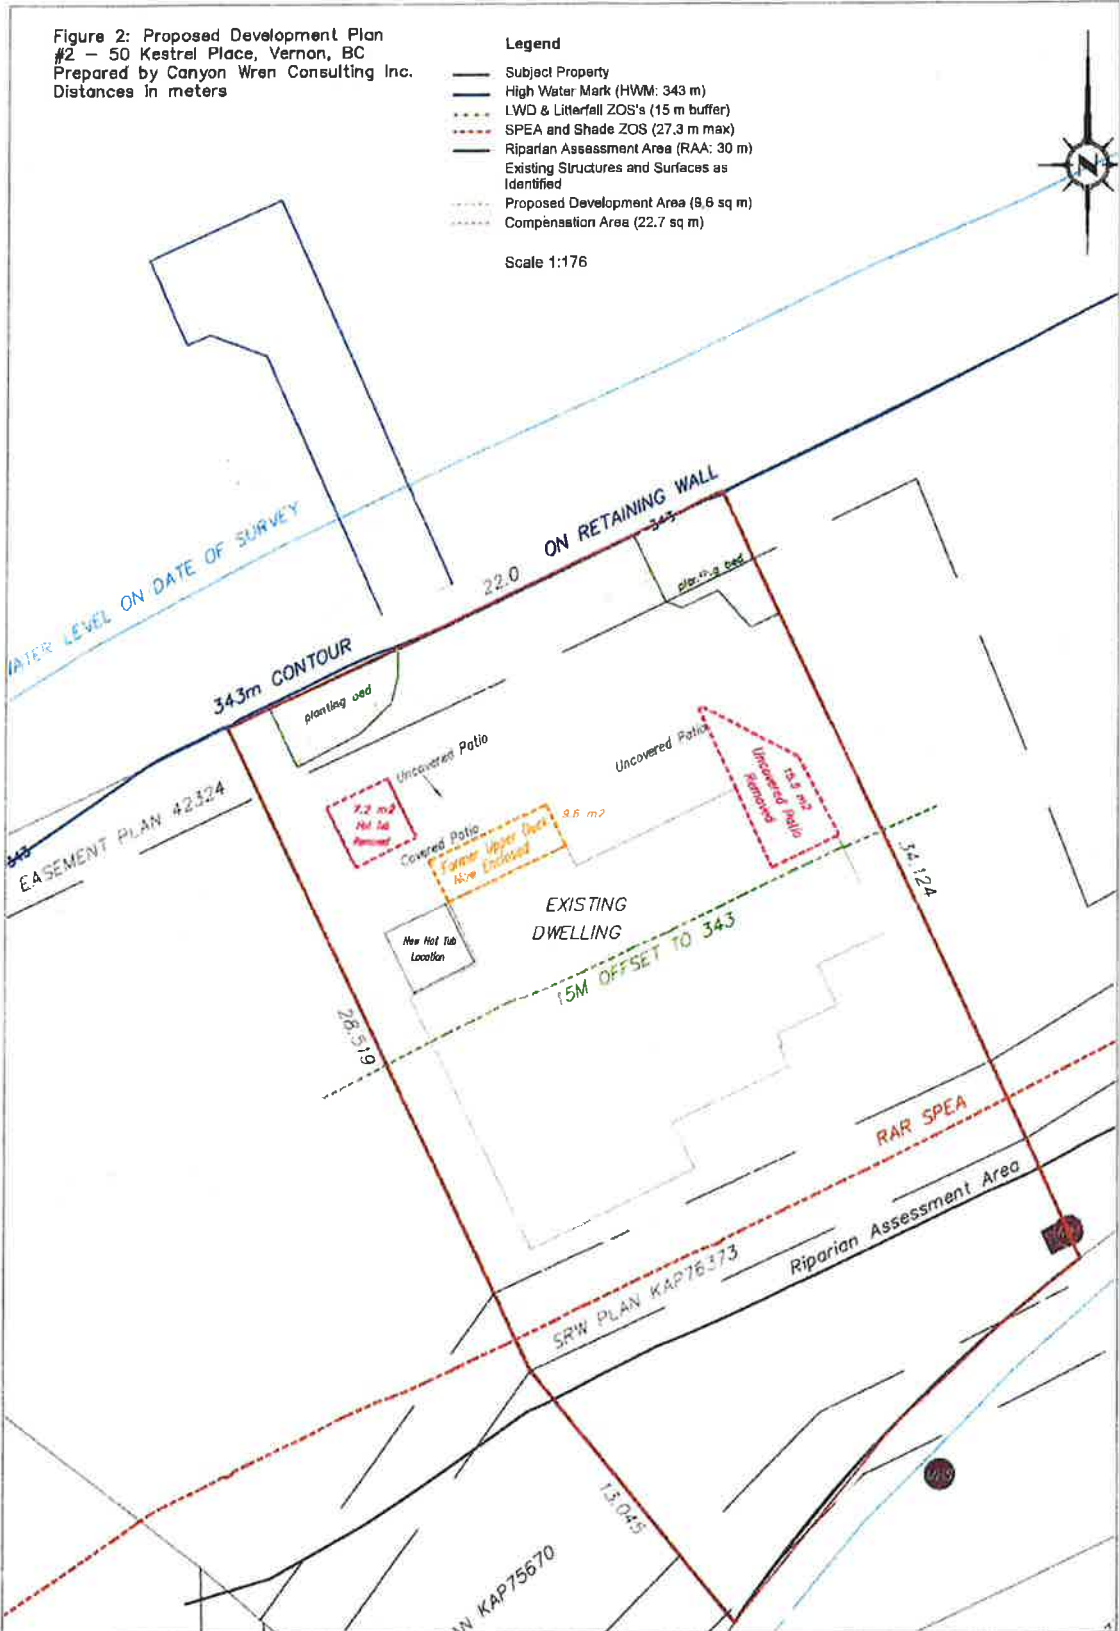 Figure 2: Proposed Development Plan
#2 - 50 Kestrel Place, Vernon, BC
Prepared by Canyon Wren Consulting Inc.
Distances in meters
Legend
Subject Property
High Water Mark (HWM: 343 m)
LWD & Litterfall ZOS's (15 m buffer)
SPEA and Shade ZOS (27.3 m max)
Riparian Assessment Area (RAA: 30 m)
Existing Structures and Surfaces as
Identified
Proposed Development Area (9.6 sq m)
Compensation Area (22.7 sq m)
Scale 1:176
N
WATER LEVEL ON DATE OF SURVEY
ON RETAINING WALL
343
22.0
planting bed
343m CONTOUR
planting bed
Uncovered Patio
Uncovered Patio
15.5 m2
Uncovered Patio
Removed
7.2 m2
Hot Tub
Removed
Covered Patio
9.6 m2
Former Upper Deck
Now Enclosed
EASEMENT PLAN 42324
343
34.124
EXISTING
DWELLING
New Hot Tub
Location
15M OFFSET TO 343
28.519
RAR SPEA
Riparian Assessment Area
SRW PLAN KAP76373
13.045
MHS
AN KAP75670